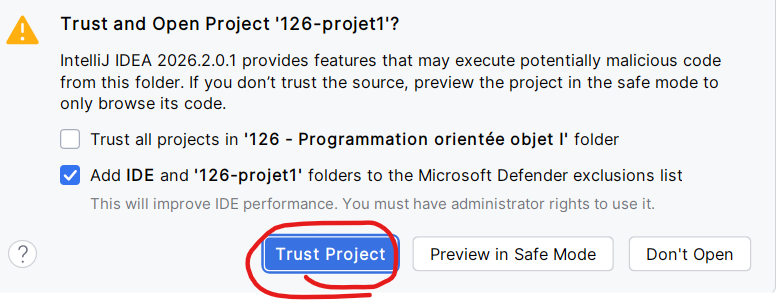 Trust and Open Project '126-projet1'?
IntelliJ IDEA 2026.2.0.1 provides features that may execute potentially malicious code
from this folder. If you don’t trust the source, preview the project in the safe mode to
only browse its code.
Trust all projects in '126 - Programmation orientée objet I' folder
Add IDE and '126-projet1' folders to the Microsoft Defender exclusions list
This will improve IDE performance. You must have administrator rights to use it.
? Trust Project Preview in Safe Mode Don't Open